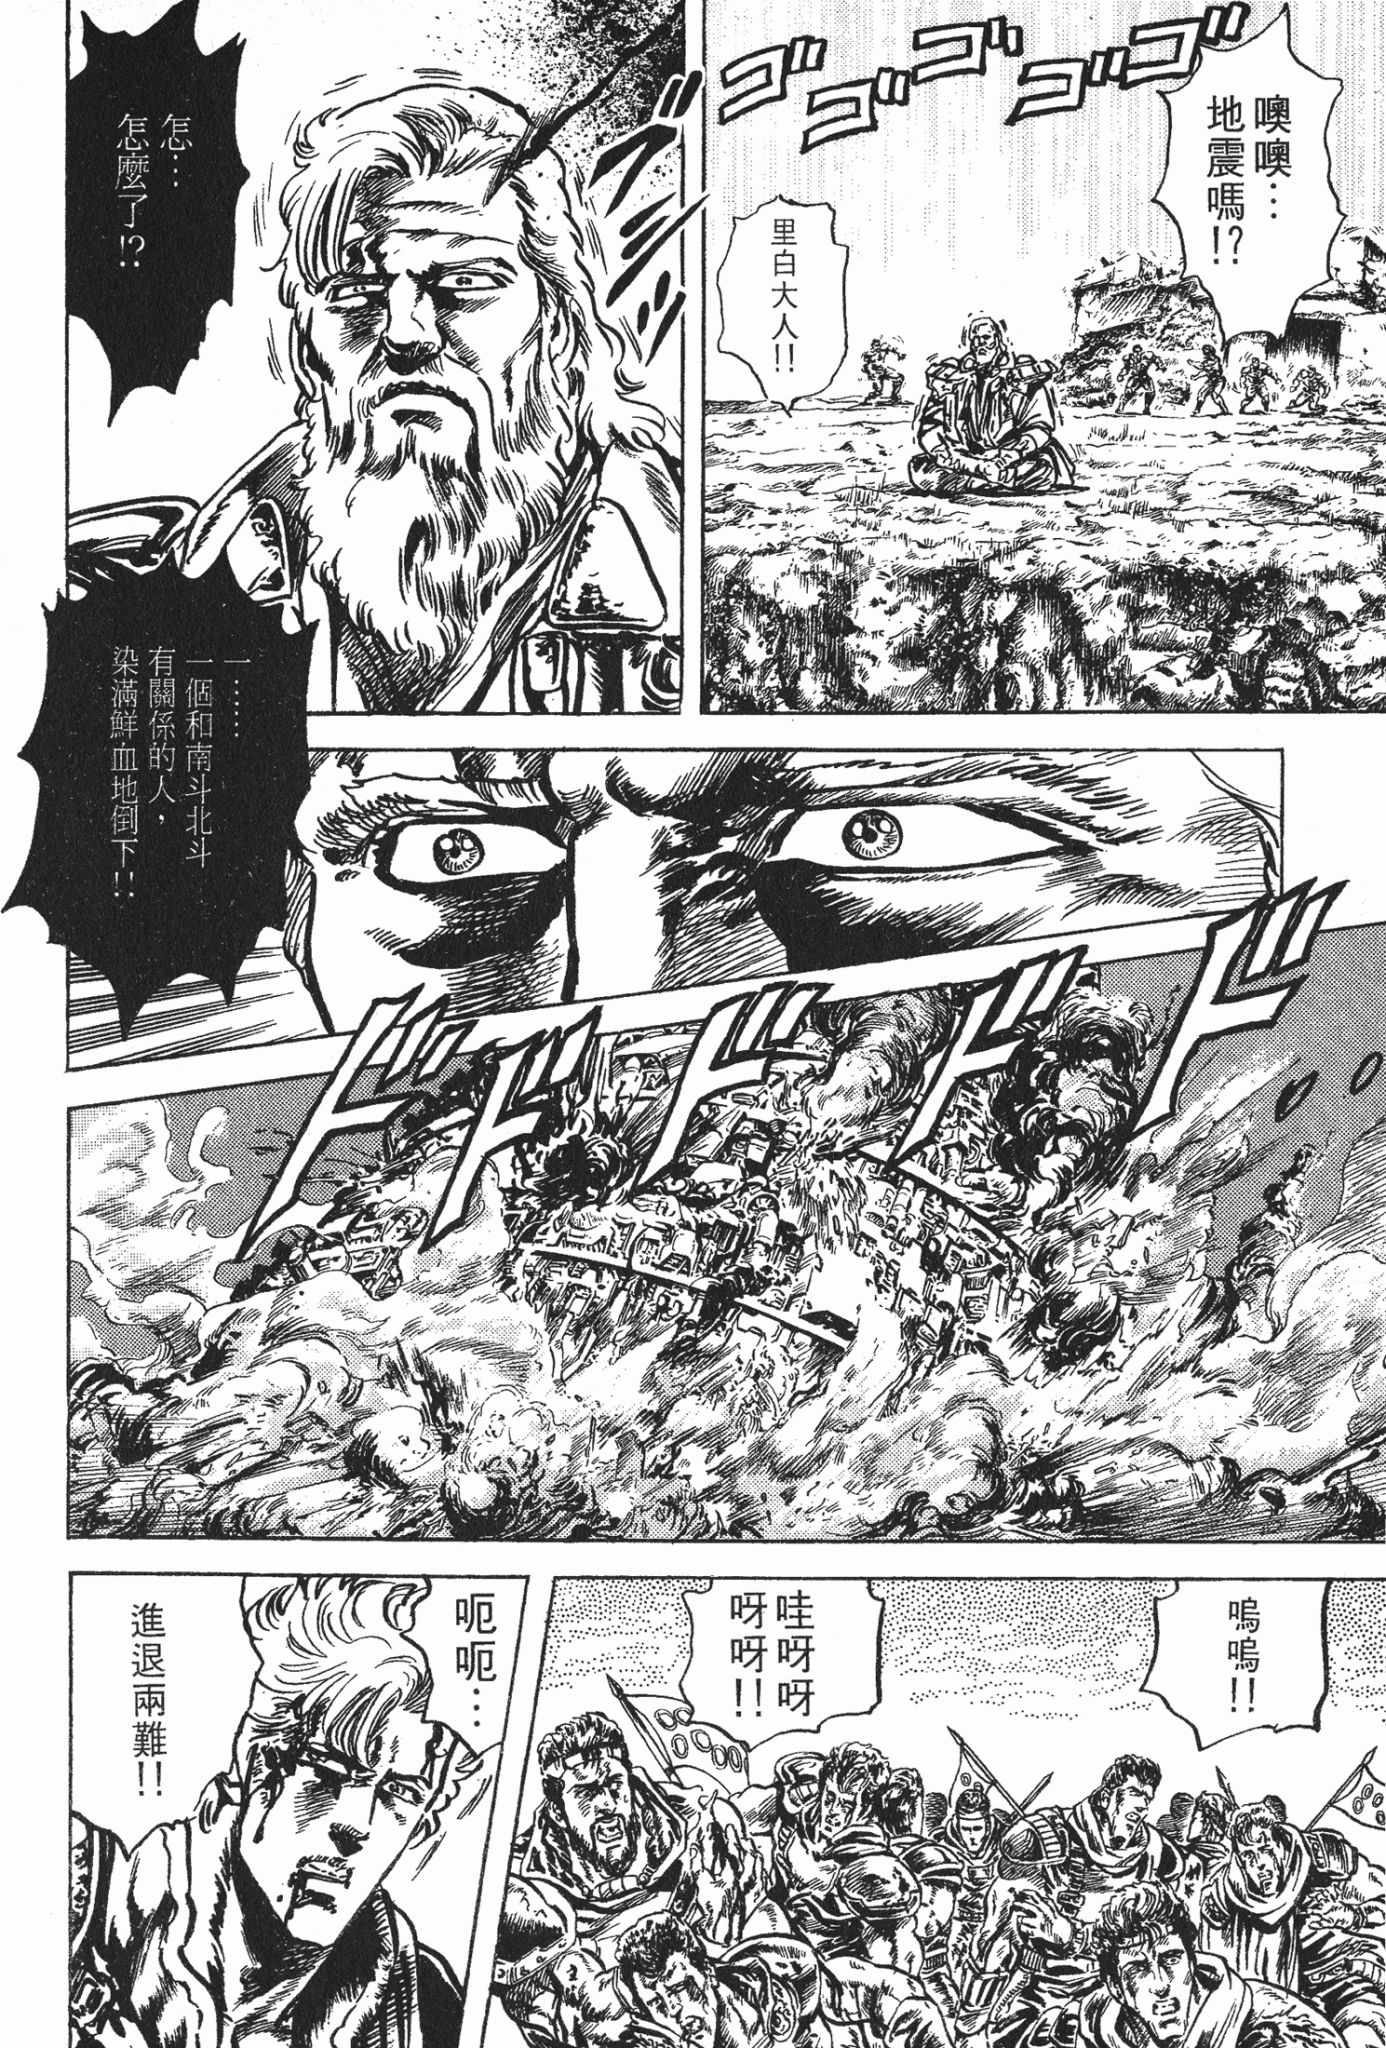 噢噢…
地震嗎!?
ゴゴゴゴゴ
里白大人!!
ズズッ
怎…
怎麼了!?
一……
一個和南斗北斗
有關係的人，
染滿鮮血地倒下!!
ドドドドド
嗚嗚!!
哇呀呀
呀呀!!
呃呃…
進退兩難!!